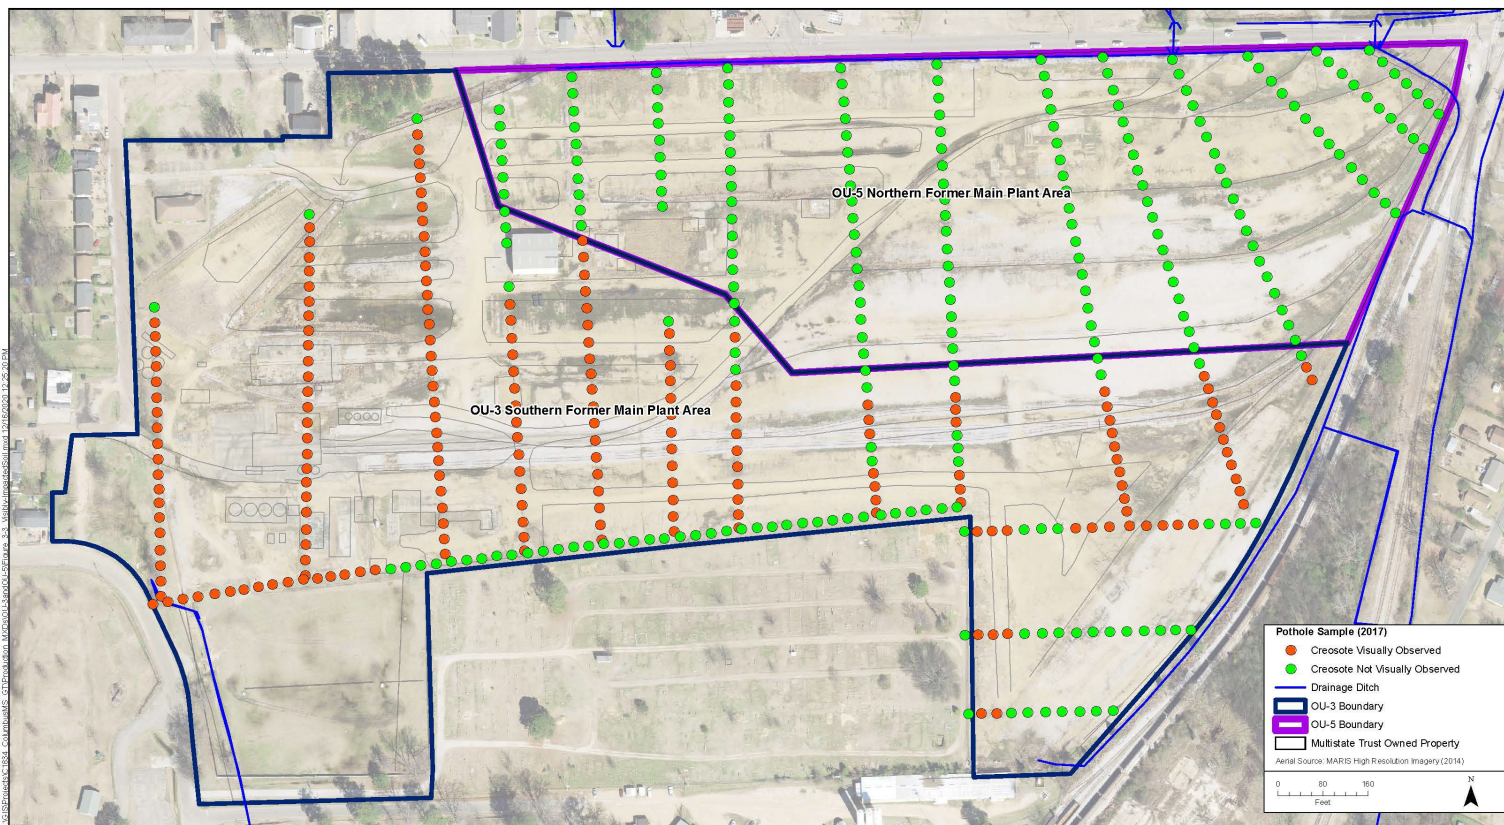 OU-5 Northern Former Main Plant Area
OU-3 Southern Former Main Plant Area
Pothole Sample (2017)
Creosote Visually Observed
Creosote Not Visually Observed
Drainage Ditch
OU-3 Boundary
OU-5 Boundary
Multistate Trust Owned Property
Aerial Source: MARIS High Resolution Imagery (2014)
0 80 160
Feet
N